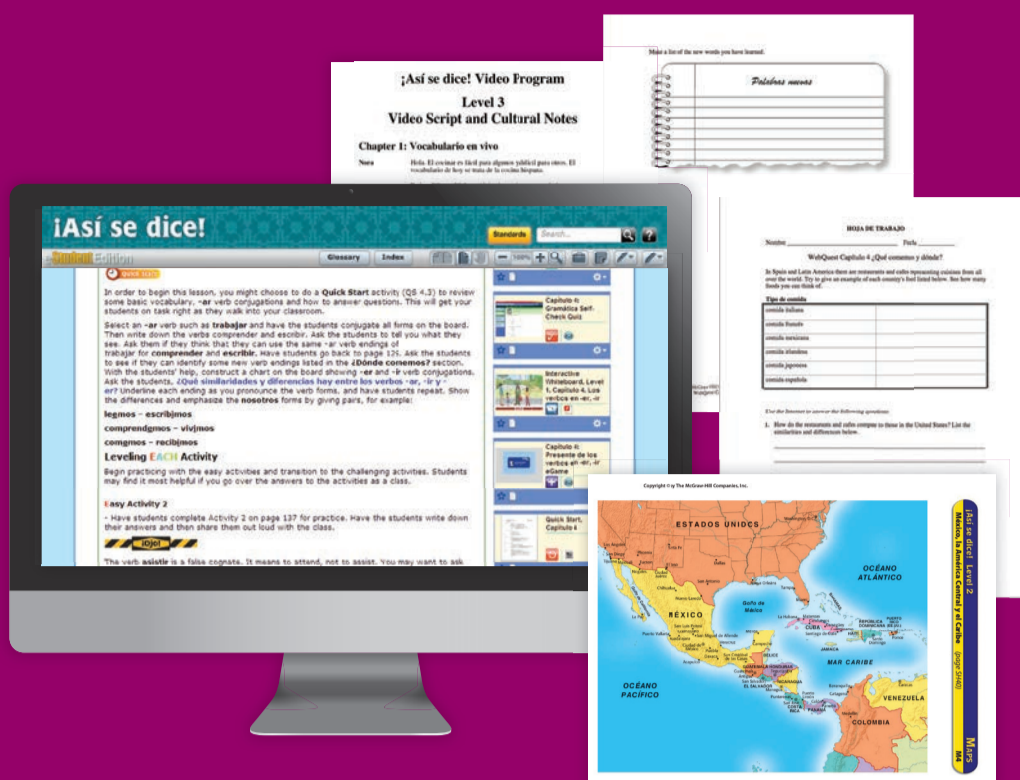 ¡Así se dice! Video Program
Level 3
Video Script and Cultural Notes
Chapter 1: Vocabulario en vivo
Nora Hola. El cocinar es fácil para algunos y difícil para otros. El
vocabulario de hoy se trata de la cocina hispana.
Make a list of the new words you have learned.
Palabras nuevas
HOJA DE TRABAJO
Nombre Fecha
WebQuest Capítulo 4 ¿Qué comemos y dónde?
In Spain and Latin America there are restaurants and cafes representing cuisines from all
over the world. Try to give an example of each country's food listed below. See how many
foods you can think of.
Tipo de comida
comida italiana
comida francés
comida mexicana
comida irlandesa
comida japonesa
comida española
Use the Internet to answer the following questions.
1. How do the restaurants and cafes compare to those in the United States? List the
similarities and differences below.
¡Así se dice!
Standards Search...
Student Edition
Glossary Index 100%
Quick Start
In order to begin this lesson, you might choose to do a Quick Start activity (QS 4.3) to review
some basic vocabulary, -ar verb conjugations and how to answer questions. This will get your
students on task right as they walk into your classroom.
Select an -ar verb such as trabajar and have the students conjugate all forms on the board.
Then write down the verbs comprender and escribir. Ask the students to tell you what they
see. Ask them if they think that they can use the same -ar verb endings of
trabajar for comprender and escribir. Have students go back to page 125. Ask the students
to see if they can identify some new verb endings listed in the ¿Dónde comemos? section.
With the students' help, construct a chart on the board showing -er and -ir verb conjugations.
Ask the students, ¿Qué similaridades y diferencias hay entre los verbos -ar, -ir y -
er? Underline each ending as you pronounce the verb forms, and have students repeat. Show
the differences and emphasize the nosotros forms by giving pairs, for example:
leemos – escribimos
comprendemos – vivimos
comemos – recibimos
Leveling EACH Activity
Begin practicing with the easy activities and transition to the challenging activities. Students
may find it most helpful if you go over the answers to the activities as a class.
Easy Activity 2
- Have students complete Activity 2 on page 137 for practice. Have the students write down
their answers and then share them out loud with the class.
¡Ojo!
The verb asistir is a false cognate. It means to attend, not to assist. You may want to ask
Capítulo 4:
Gramática Self-
Check Quiz
Interactive
Whiteboard, Level
1, Capítulo 4, Los
verbos en -er, -ir
Capítulo 4:
Presente de los
verbos en -er, -ir
eGame
Quick Start,
Capítulo 4
Copyright © by The McGraw-Hill Companies, Inc.
ESTADOS UNIDOS
OCÉANO
ATLÁNTICO
Golfo de
México
MÉXICO
CUBA
REPÚBLICA
DOMINICANA
HAITÍ
JAMAICA
BELICE
MAR CARIBE
GUATEMALA HONDURAS
EL SALVADOR
NICARAGUA
COSTA
RICA
PANAMÁ
OCÉANO
PACÍFICO
VENEZUELA
COLOMBIA
¡Así se dice! Level 2
México, la América Central y el Caribe (page SH40)
MAPS
M4